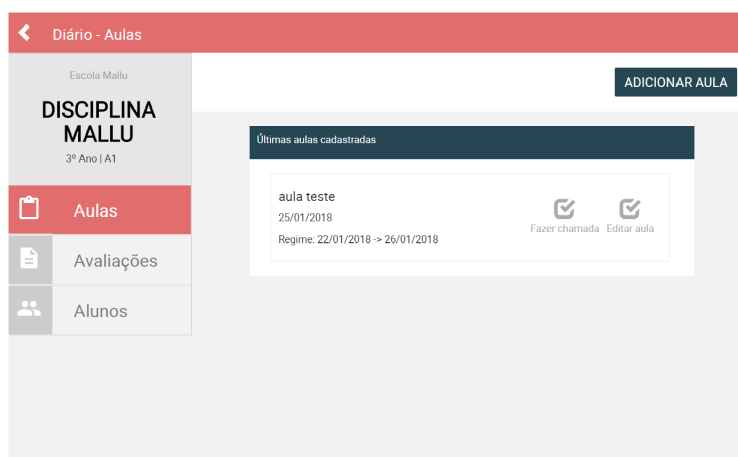 Diário - Aulas
Escola Mallu
DISCIPLINA
MALLU
3º Ano | A1
Aulas
Avaliações
Alunos
ADICIONAR AULA
Últimas aulas cadastradas
aula teste
25/01/2018
Regime: 22/01/2018 -> 26/01/2018
Fazer chamada
Editar aula